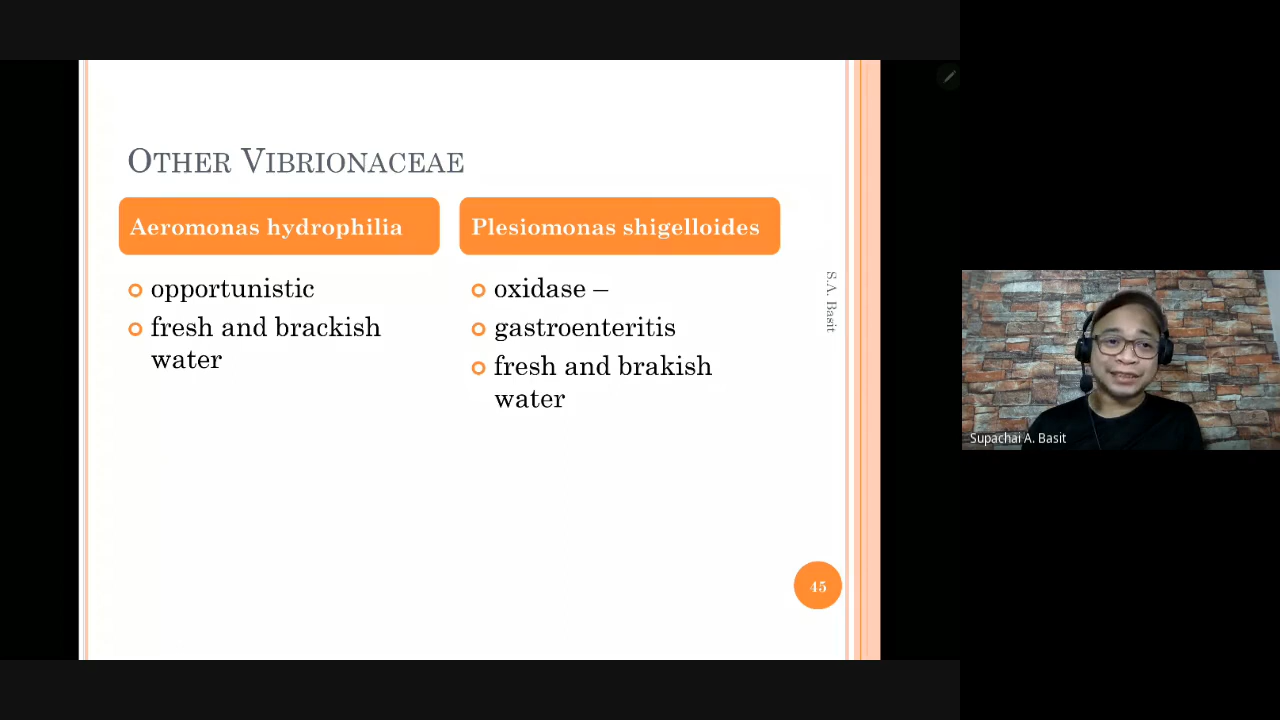 OTHER VIBRIONACEAE
Aeromonas hydrophilia
opportunistic
fresh and brackish
water
Plesiomonas shigelloides
oxidase –
gastroenteritis
fresh and brakish
water
S.A. Basit
45
Supachai A. Basit